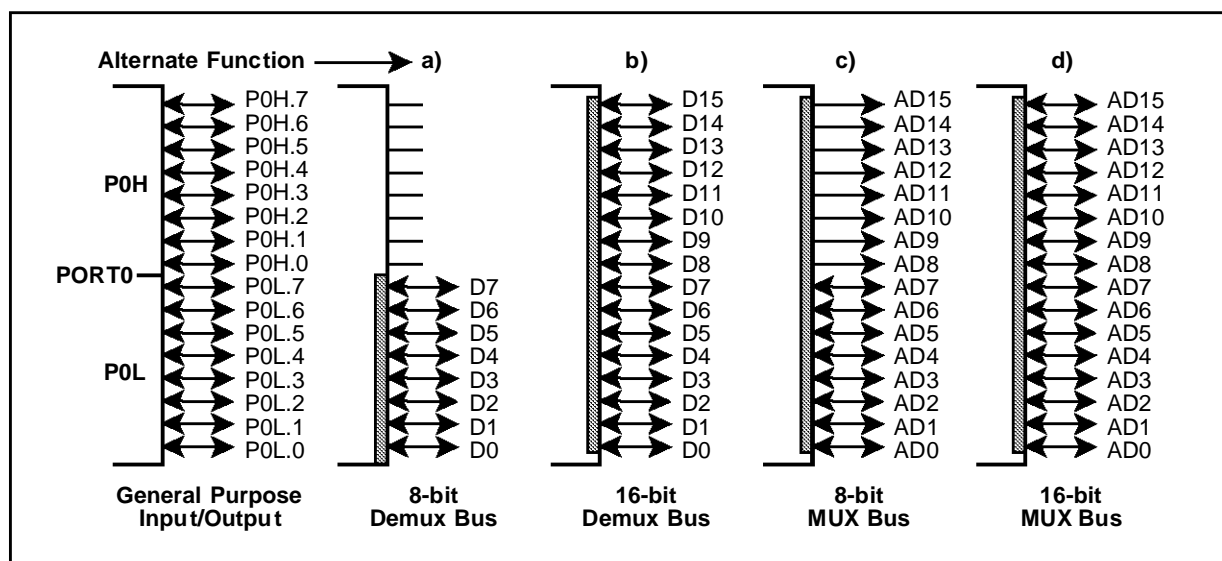 Alternate Function a) b) c) d)
P0H.7 D15 AD15 AD15
P0H.6 D14 AD14 AD14
P0H.5 D13 AD13 AD13
P0H.4 D12 AD12 AD12
P0H
P0H.3 D11 AD11 AD11
P0H.2 D10 AD10 AD10
P0H.1 D9 AD9 AD9
P0H.0 D8 AD8 AD8
PORT0
P0L.7 D7 D7 AD7 AD7
P0L.6 D6 D6 AD6 AD6
P0L.5 D5 D5 AD5 AD5
P0L.4 D4 D4 AD4 AD4
P0L
P0L.3 D3 D3 AD3 AD3
P0L.2 D2 D2 AD2 AD2
P0L.1 D1 D1 AD1 AD1
P0L.0 D0 D0 AD0 AD0
General Purpose 8-bit 16-bit 8-bit 16-bit
Input/Output Demux Bus Demux Bus MUX Bus MUX Bus